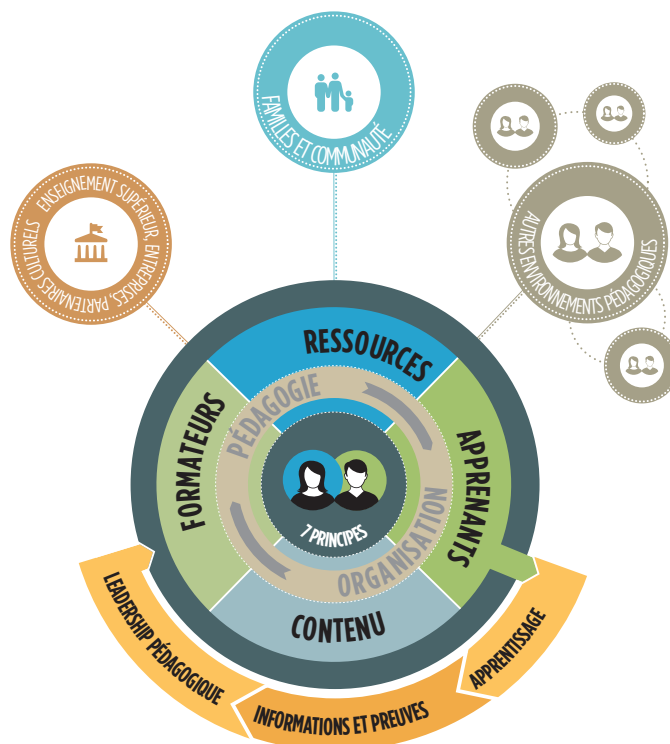 FAMILLES ET COMMUNAUTÉ
ENSEIGNEMENT SUPÉRIEUR, ENTREPRISES, PARTENAIRES CULTURELS
AUTRES ENVIRONNEMENTS PÉDAGOGIQUES
RESSOURCES
PÉDAGOGIE
FORMATEURS
APPRENANTS
7 PRINCIPES
ORGANISATION
CONTENU
LEADERSHIP PÉDAGOGIQUE
INFORMATIONS ET PREUVES
APPRENTISSAGE